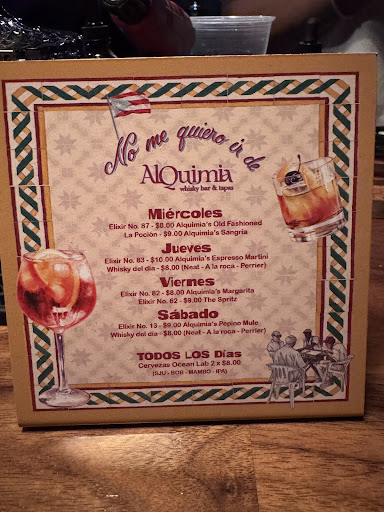 No me quiero ir de
AlQuimia
whisky bar & tapas
Miércoles
Elixir No. 87 - $8.00 Alquimia's Old Fashioned
La Poción - $9.00 Alquimia's Sangria
Jueves
Elixir No. 83 - $10.00 Alquimia's Espresso Martini
Whisky del dia - $8.00 (Neat - A la roca - Perrier)
Viernes
Elixir No. 82 - $8.00 Alquimia's Margarita
Elixir No. 62 - $9.00 The Spritz
Sábado
Elixir No. 13 - $9.00 Alquimia's Pepino Mule
Whisky del dia - $8.00 (Neat - A la roca - Perrier)
TODOS LOS DÍAS
Cervezas Ocean Lab 2 x $8.00
(SJU - BOB - MAMBO - IPA)